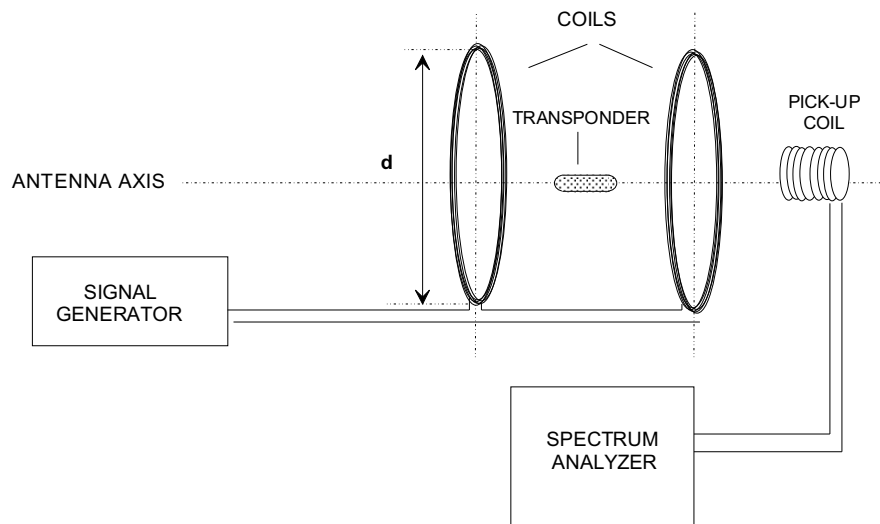 COILS
TRANSPONDER
PICK-UP
COIL
d
ANTENNA AXIS
SIGNAL
GENERATOR
SPECTRUM
ANALYZER